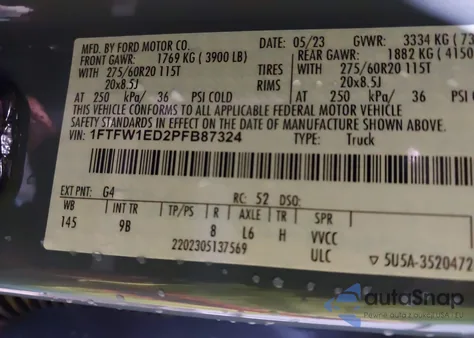 MFD. BY FORD MOTOR CO. DATE: 05/23 GVWR: 3334 KG (73
FRONT GAWR: 1769 KG (3900 LB) REAR GAWR: 1882 KG (4150
WITH 275/60R20 115T TIRES WITH 275/60R20 115T
20x8.5J RIMS 20x8.5J
AT 250 kPa/ 36 PSI COLD AT 250 kPa/ 36
THIS VEHICLE CONFORMS TO ALL APPLICABLE FEDERAL MOTOR VEHICLE
SAFETY STANDARDS IN EFFECT ON THE DATE OF MANUFACTURE SHOWN ABOVE.
VIN: 1FTFW1ED2PFB87324 TYPE: Truck
EXT PNT: G4 RC: 52 DSO:
WB INT TR TP/PS R AXLE TR SPR
145 9B 8 L6 H VVCC
2202305137569 ULC ▽ 5U5A-3520472
autoSnap